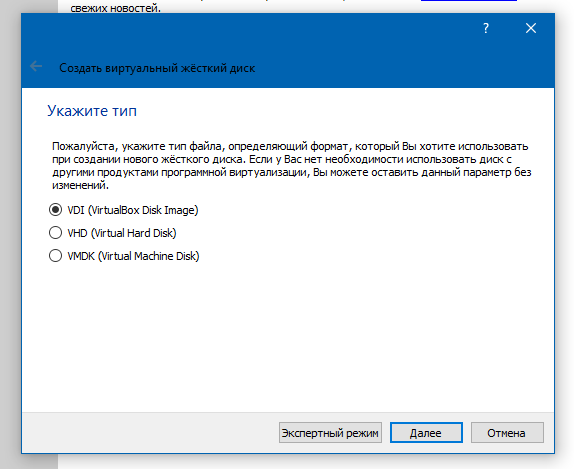 свежих новостей.
?
Создать виртуальный жёсткий диск
Укажите тип
Пожалуйста, укажите тип файла, определяющий формат, который Вы хотите использовать
при создании нового жёсткого диска. Если у Вас нет необходимости использовать диск с
другими продуктами программной виртуализации, Вы можете оставить данный параметр без
изменений.
VDI (VirtualBox Disk Image)
VHD (Virtual Hard Disk)
VMDK (Virtual Machine Disk)
Экспертный режим Далее Отмена